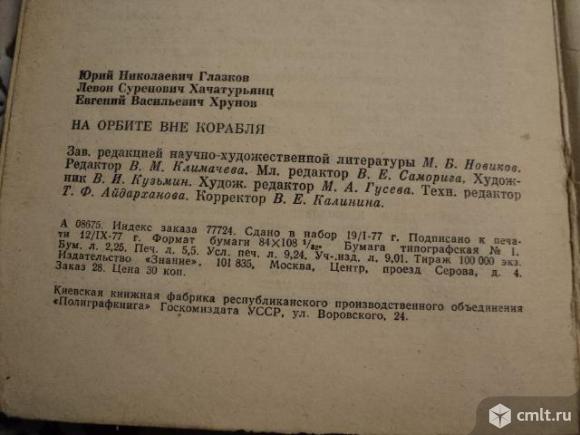 Юрий Николаевич Глазков
Левон Суренович Хачатурьянц
Евгений Васильевич Хрунов
НА ОРБИТЕ ВНЕ КОРАБЛЯ
Зав. редакцией научно-художественной литературы М. Б. Новиков.
Редактор В. М. Климачева. Мл. редактор В. Е. Саморига. Худож-
ник В. И. Кузьмин. Худож. редактор М. А. Гусева. Техн. редактор
Т. Ф. Айдарханова. Корректор В. Е. Калинина.
А 08675. Индекс заказа 77724. Сдано в набор 19/I-77 г. Подписано к печа-
ти 12/IX-77 г. Формат бумаги 84×108 1/32. Бумага типографская № 1.
Бум. л. 2,25. Печ. л. 5,5. Усл. печ. л. 9,24. Уч.-изд. л. 9,01. Тираж 100 000 экз.
Издательство «Знание», 101 835, Москва, Центр, проезд Серова, д. 4.
Заказ 28. Цена 30 коп.
Киевская книжная фабрика республиканского производственного объединения
«Полиграфкнига» Госкомиздата УССР, ул. Воровского, 24.
cmlt.ru